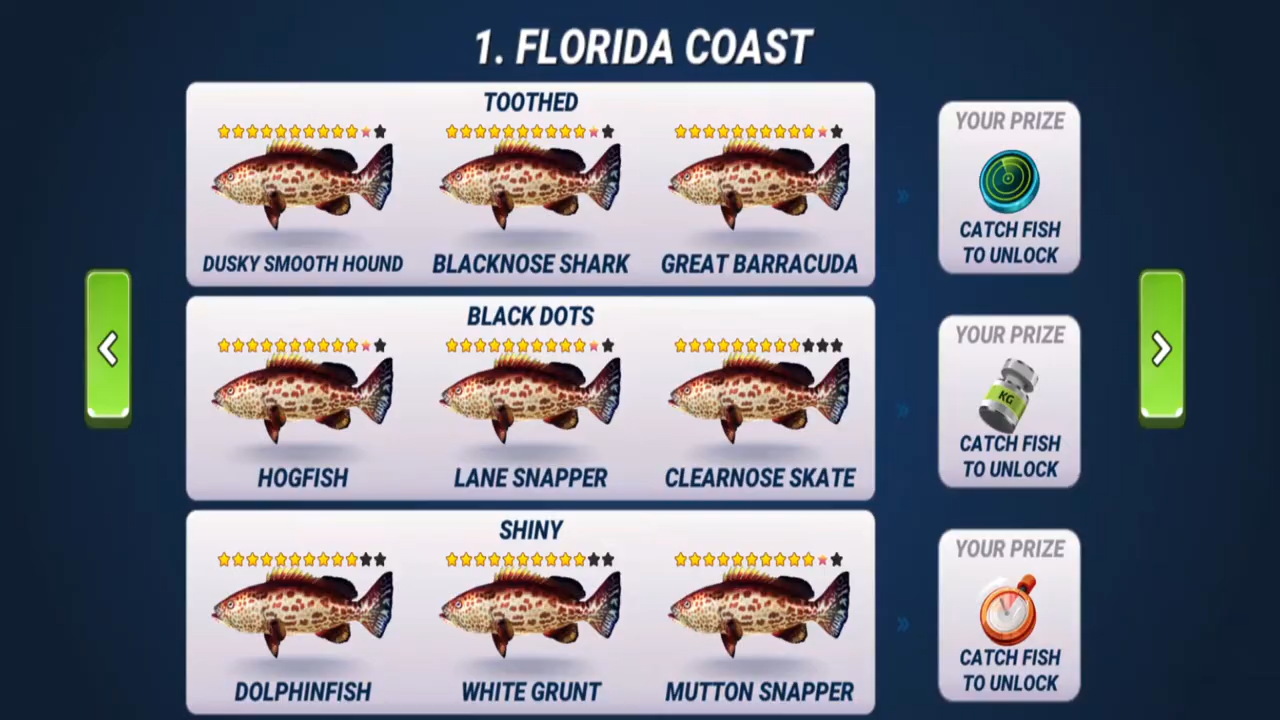 1. FLORIDA COAST
TOOTHED
DUSKY SMOOTH HOUND
BLACKNOSE SHARK
GREAT BARRACUDA
YOUR PRIZE
CATCH FISH
TO UNLOCK
BLACK DOTS
HOGFISH
LANE SNAPPER
CLEARNOSE SKATE
YOUR PRIZE
KG
CATCH FISH
TO UNLOCK
SHINY
DOLPHINFISH
WHITE GRUNT
MUTTON SNAPPER
YOUR PRIZE
CATCH FISH
TO UNLOCK